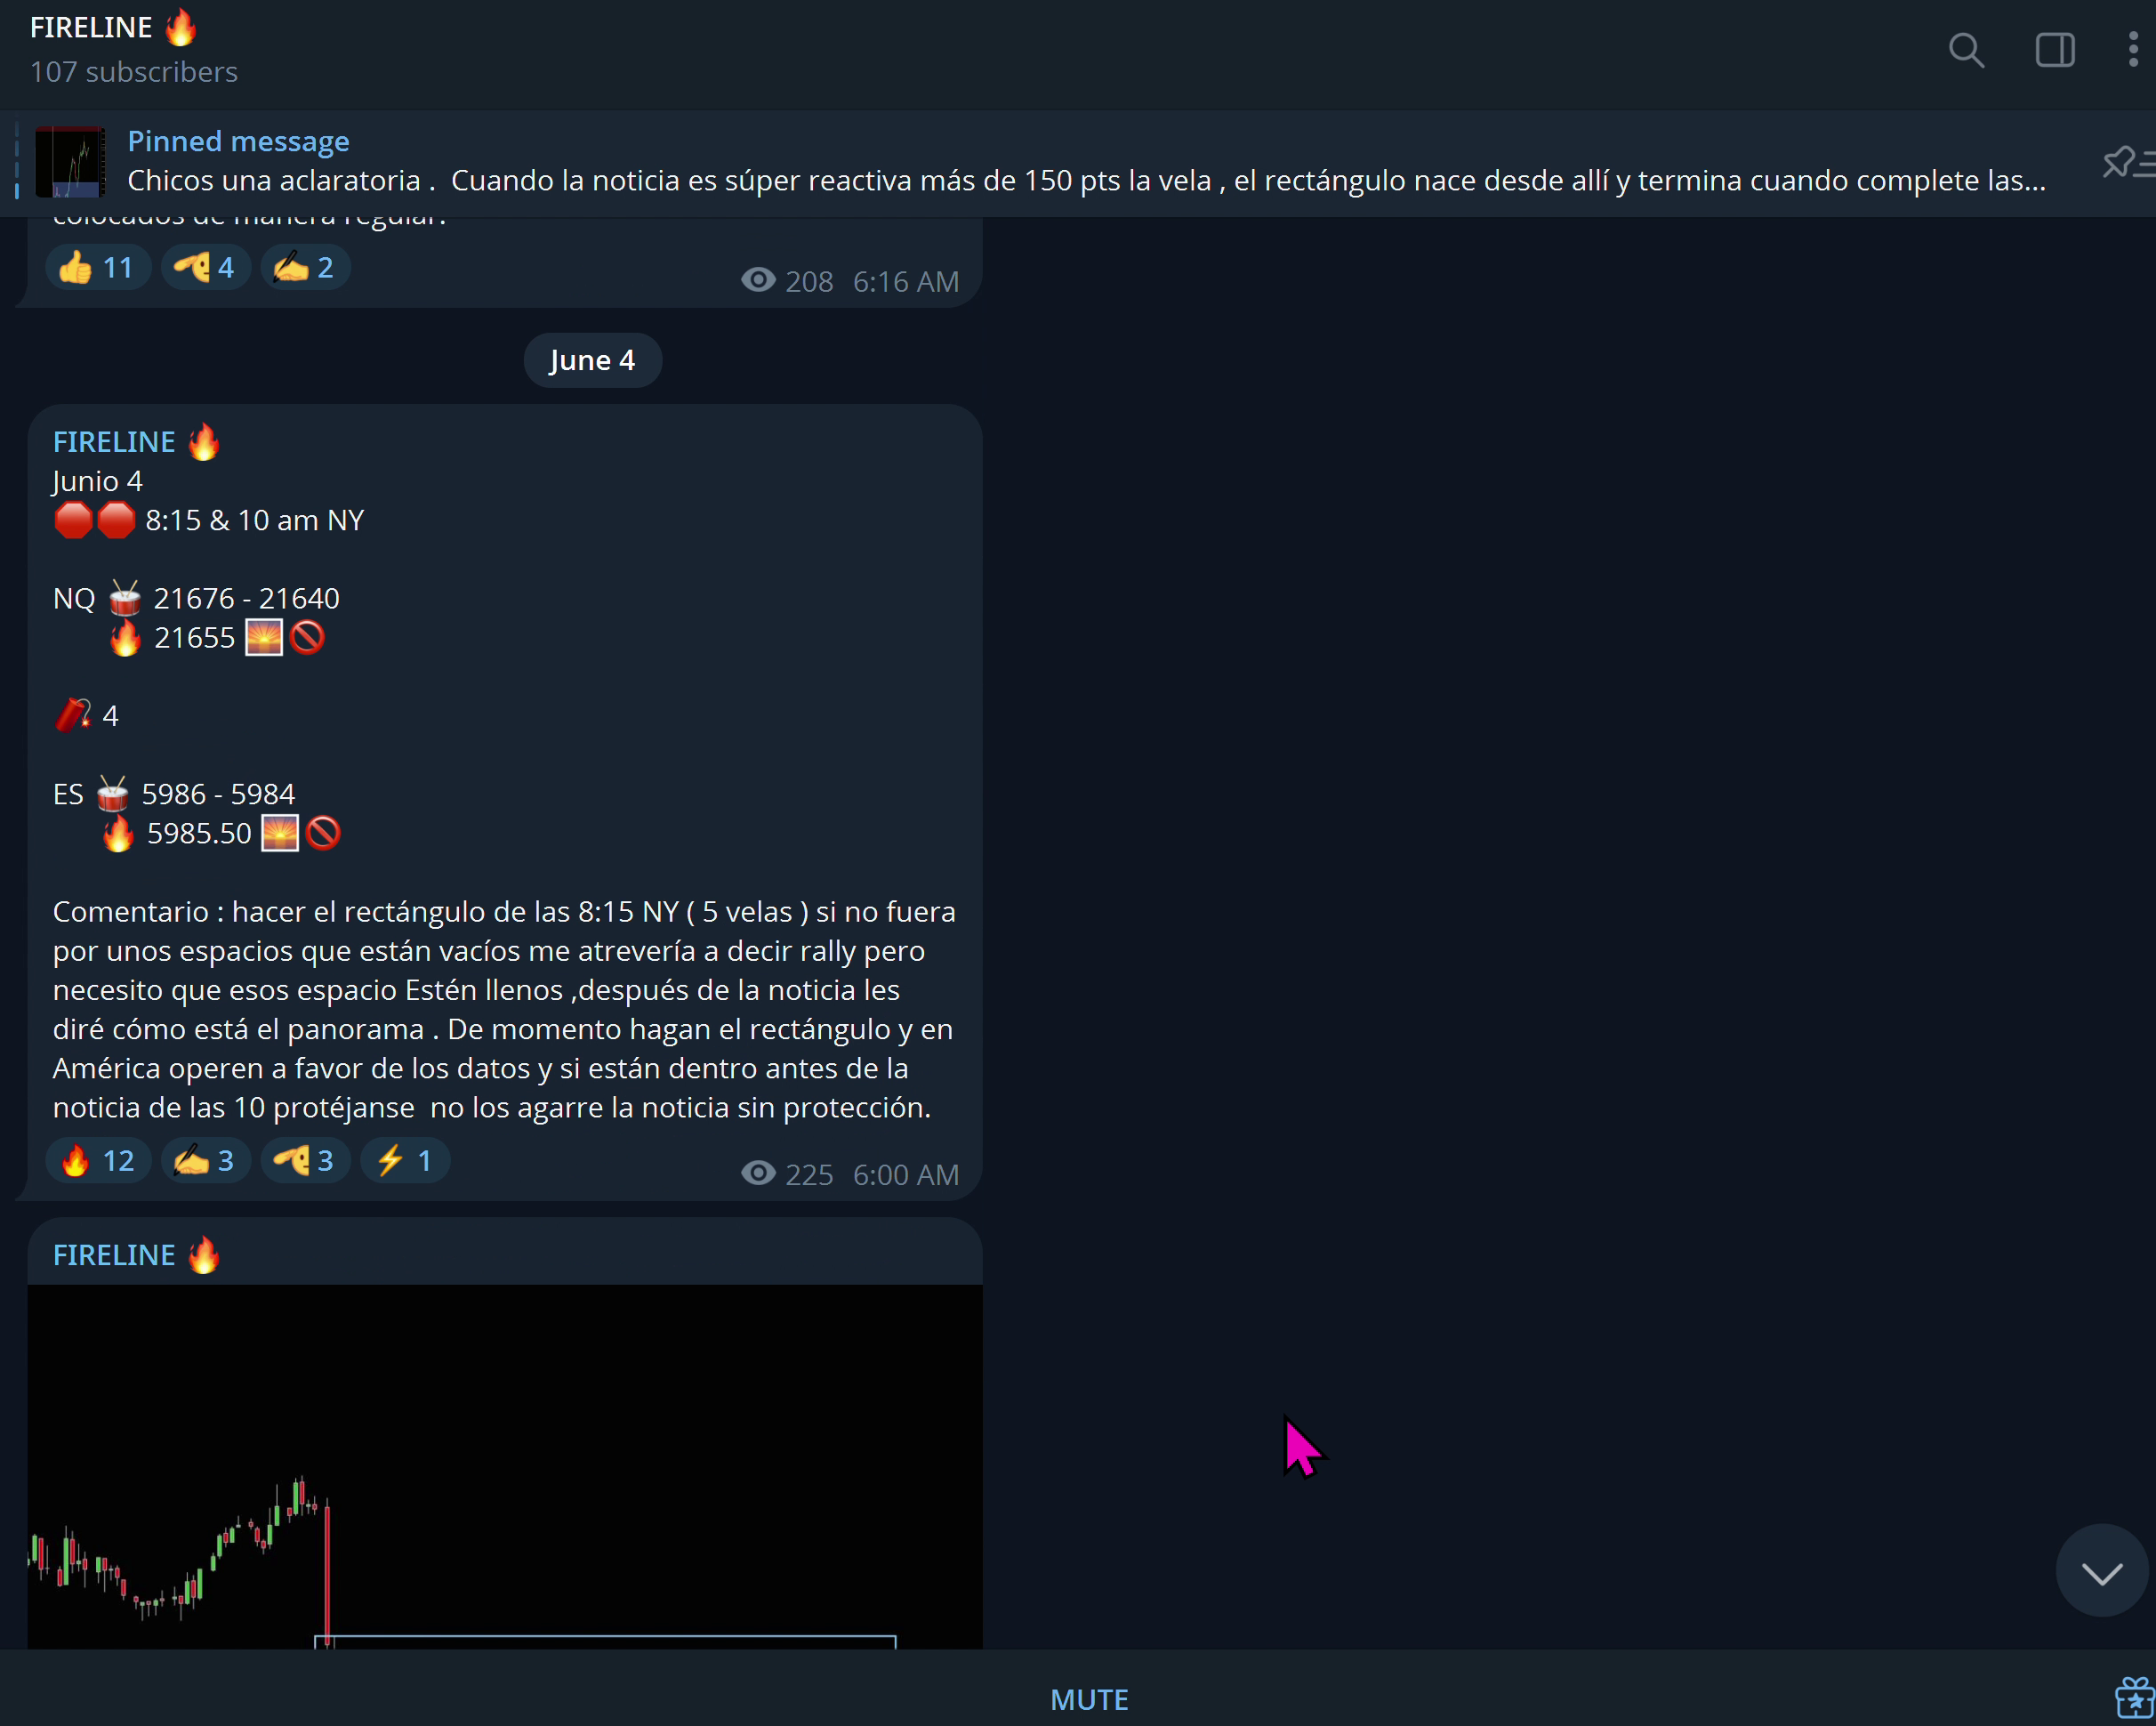 FIRELINE 🔥
107 subscribers
Pinned message
Chicos una aclaratoria .  Cuando la noticia es súper reactiva más de 150 pts la vela , el rectángulo nace desde allí y termina cuando complete las...
colocados de manera regular.
11 4 2 208 6:16 AM
June 4
FIRELINE 🔥
Junio 4
🛑🛑 8:15 & 10 am NY
NQ 🥁 21676 - 21640
🔥 21655 🌅🚫
🧨 4
ES 🥁 5986 - 5984
🔥 5985.50 🌅🚫
Comentario : hacer el rectángulo de las 8:15 NY ( 5 velas ) si no fuera
por unos espacios que están vacíos me atrevería a decir rally pero
necesito que esos espacio Estén llenos ,después de la noticia les
diré cómo está el panorama . De momento hagan el rectángulo y en
América operen a favor de los datos y si están dentro antes de la
noticia de las 10 protéjanse  no los agarre la noticia sin protección.
🔥 12 ✍ 3 3 ⚡ 1 225 6:00 AM
FIRELINE 🔥
MUTE